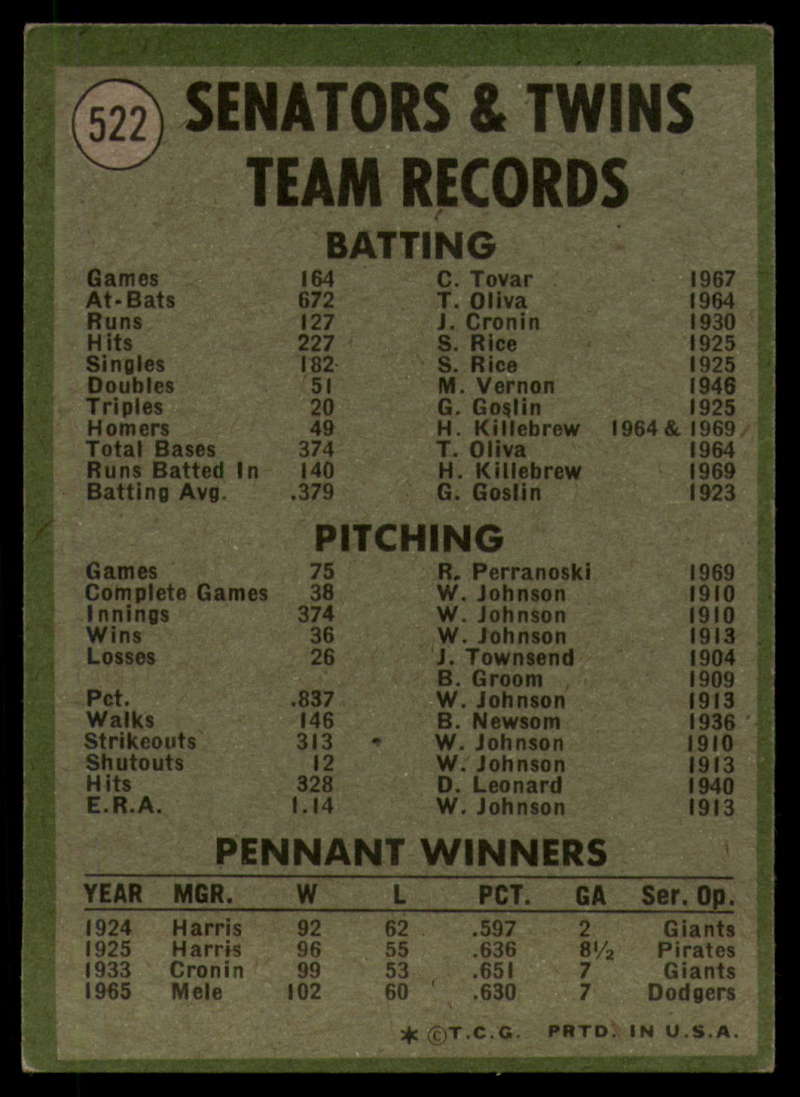 522
SENATORS & TWINS
TEAM RECORDS
BATTING
Games 164 C. Tovar 1967
At-Bats 672 T. Oliva 1964
Runs 127 J. Cronin 1930
Hits 227 S. Rice 1925
Singles 182 S. Rice 1925
Doubles 51 M. Vernon 1946
Triples 20 G. Goslin 1925
Homers 49 H. Killebrew 1964 & 1969
Total Bases 374 T. Oliva 1964
Runs Batted In 140 H. Killebrew 1969
Batting Avg. .379 G. Goslin 1923
PITCHING
Games 75 R. Perranoski 1969
Complete Games 38 W. Johnson 1910
Innings 374 W. Johnson 1910
Wins 36 W. Johnson 1913
Losses 26 J. Townsend 1904
B. Groom 1909
Pct. .837 W. Johnson 1913
Walks 146 B. Newsom 1936
Strikeouts 313 W. Johnson 1910
Shutouts 12 W. Johnson 1913
Hits 328 D. Leonard 1940
E.R.A. 1.14 W. Johnson 1913
PENNANT WINNERS
YEAR MGR. W L PCT. GA Ser. Op.
1924 Harris 92 62 .597 2 Giants
1925 Harris 96 55 .636 8½ Pirates
1933 Cronin 99 53 .651 7 Giants
1965 Mele 102 60 .630 7 Dodgers
* ©T.C.G. PRTD. IN U.S.A.